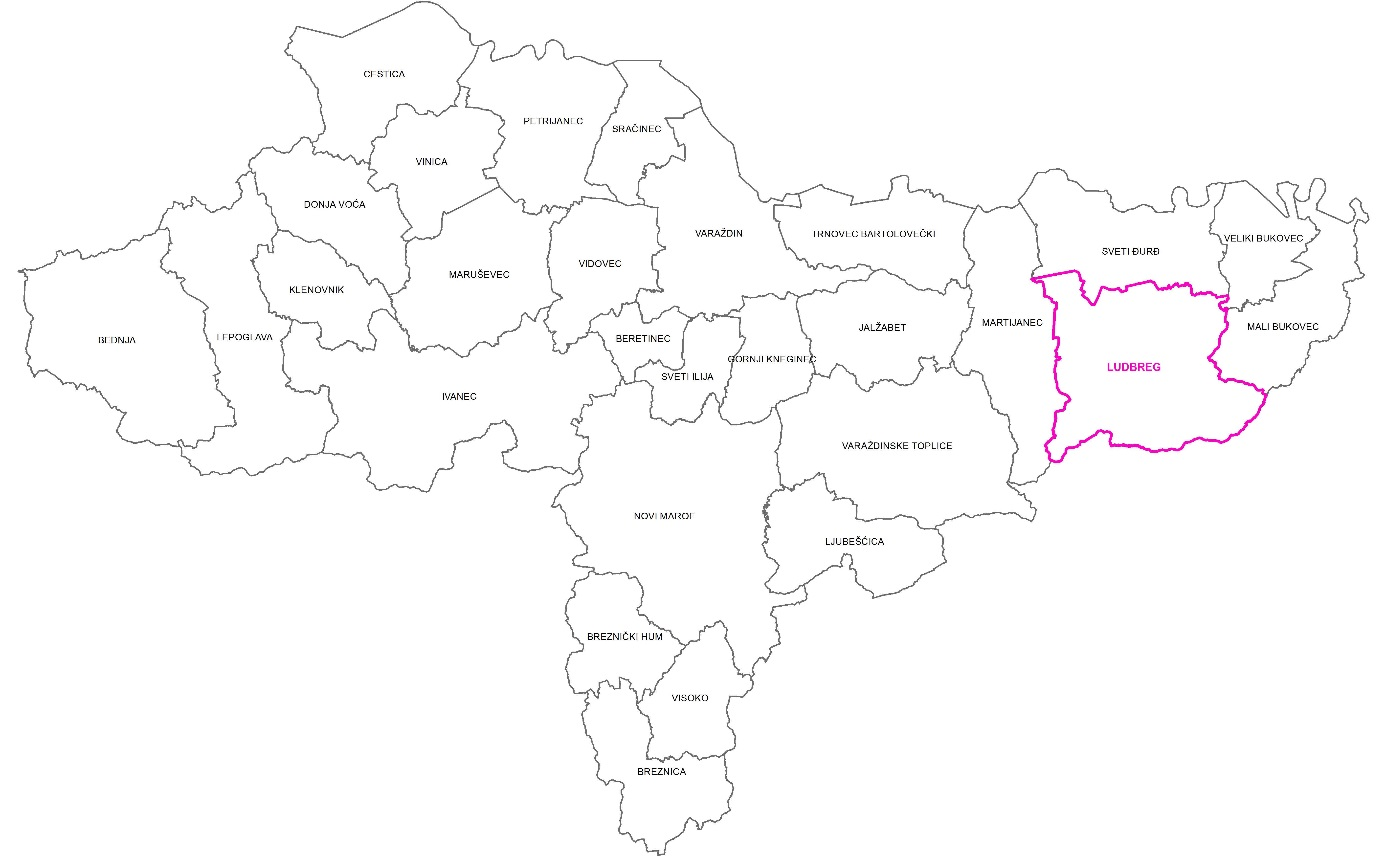 CESTICA
PETRIJANEC
SRAČINEC
VINICA
DONJA VOĆA
VARAŽDIN
TRNOVEC BARTOLOVEČKI
VELIKI BUKOVEC
SVETI ĐURĐ
VIDOVEC
MARUŠEVEC
KLENOVNIK
MARTIJANEC
MALI BUKOVEC
JALŽABET
BEDNJA
LEPOGLAVA
BERETINEC
GORNJI KNEGINEC
LUDBREG
SVETI ILIJA
IVANEC
VARAŽDINSKE TOPLICE
NOVI MAROF
LJUBEŠĆICA
BREZNIČKI HUM
VISOKO
BREZNICA